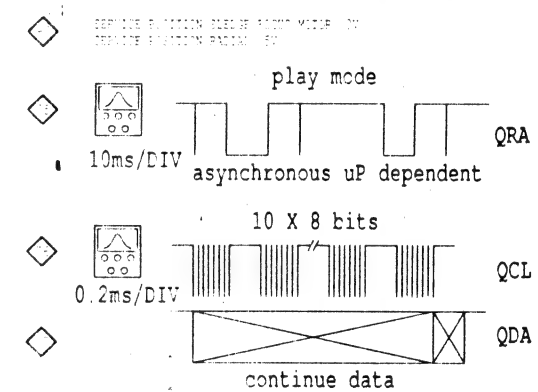 play mode
QRA
10ms/DIV
asynchronous uP dependent
10 X 8 bits
QCL
0.2ms/DIV
QDA
continue data